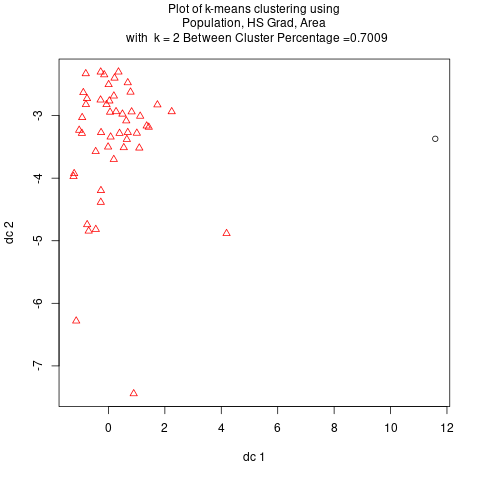 Plot of k-means clustering using
Population, HS Grad, Area
with k = 2 Between Cluster Percentage =0.7009
dc 2
-3
-4
-5
-6
-7
0 2 4 6 8 10 12
dc 1